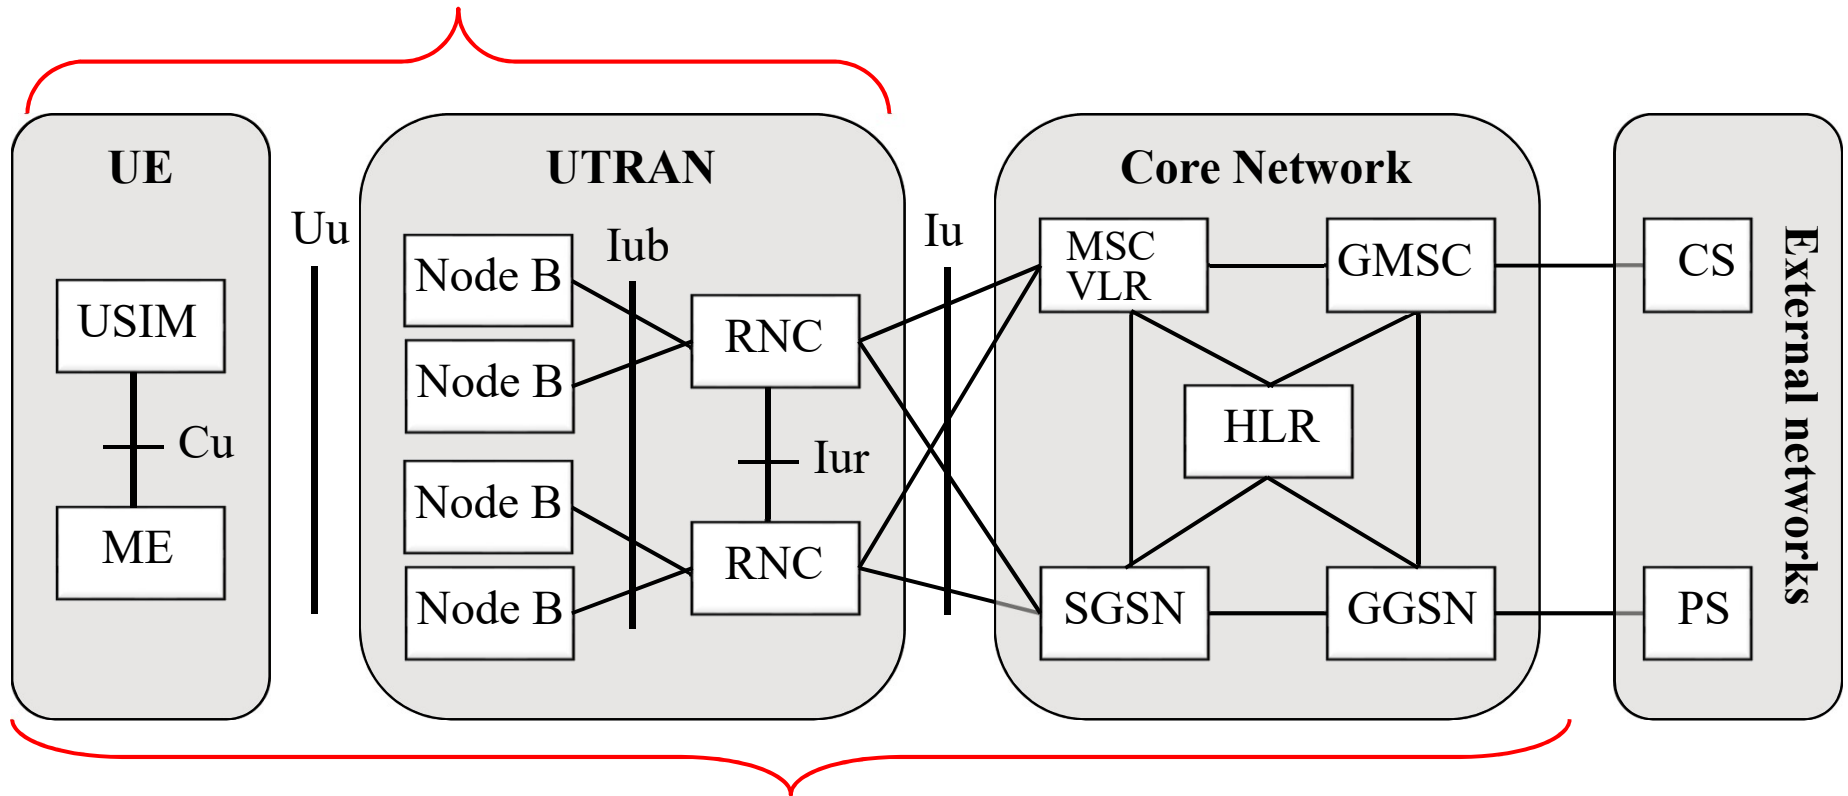 UE
USIM
Cu
ME
Uu
UTRAN
Node B
Node B
Node B
Node B
Iub
RNC
Iur
RNC
Iu
Core Network
MSC
VLR
GMSC
HLR
SGSN
GGSN
CS
PS
External networks